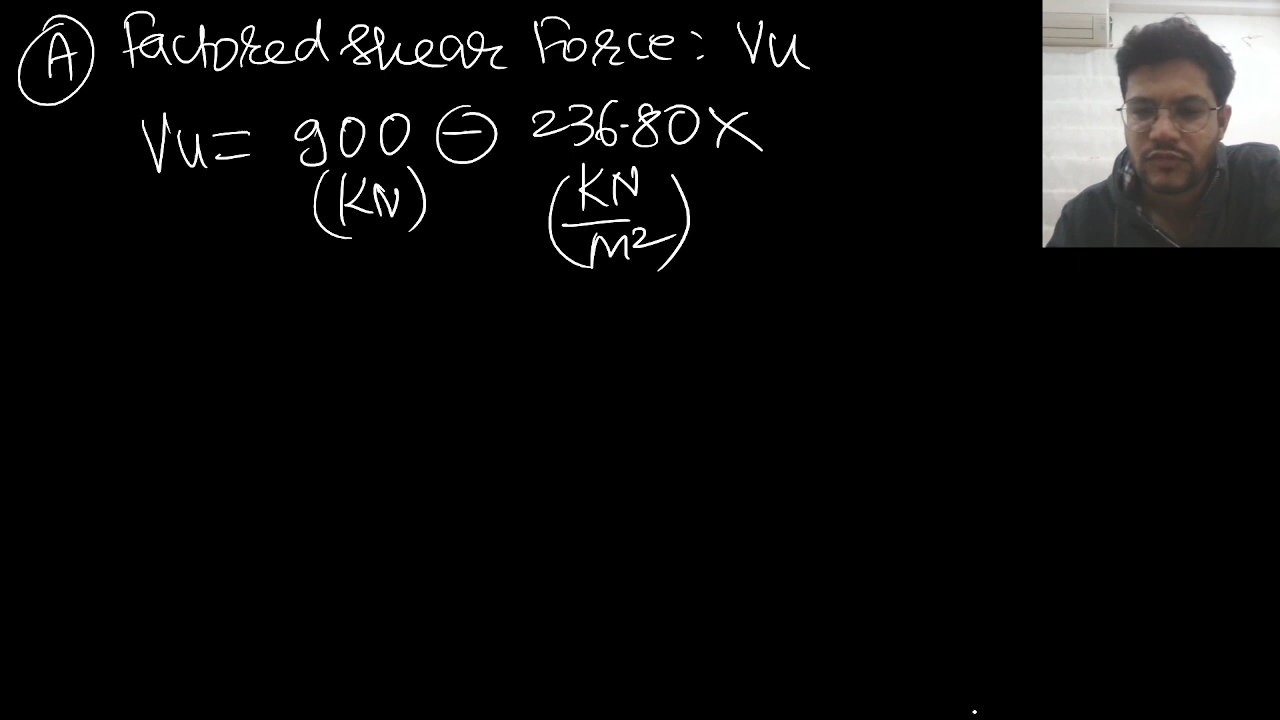 A Factored shear Force: Vu
Vu = 900 - 236.80 X
(KN) (KN/m²)